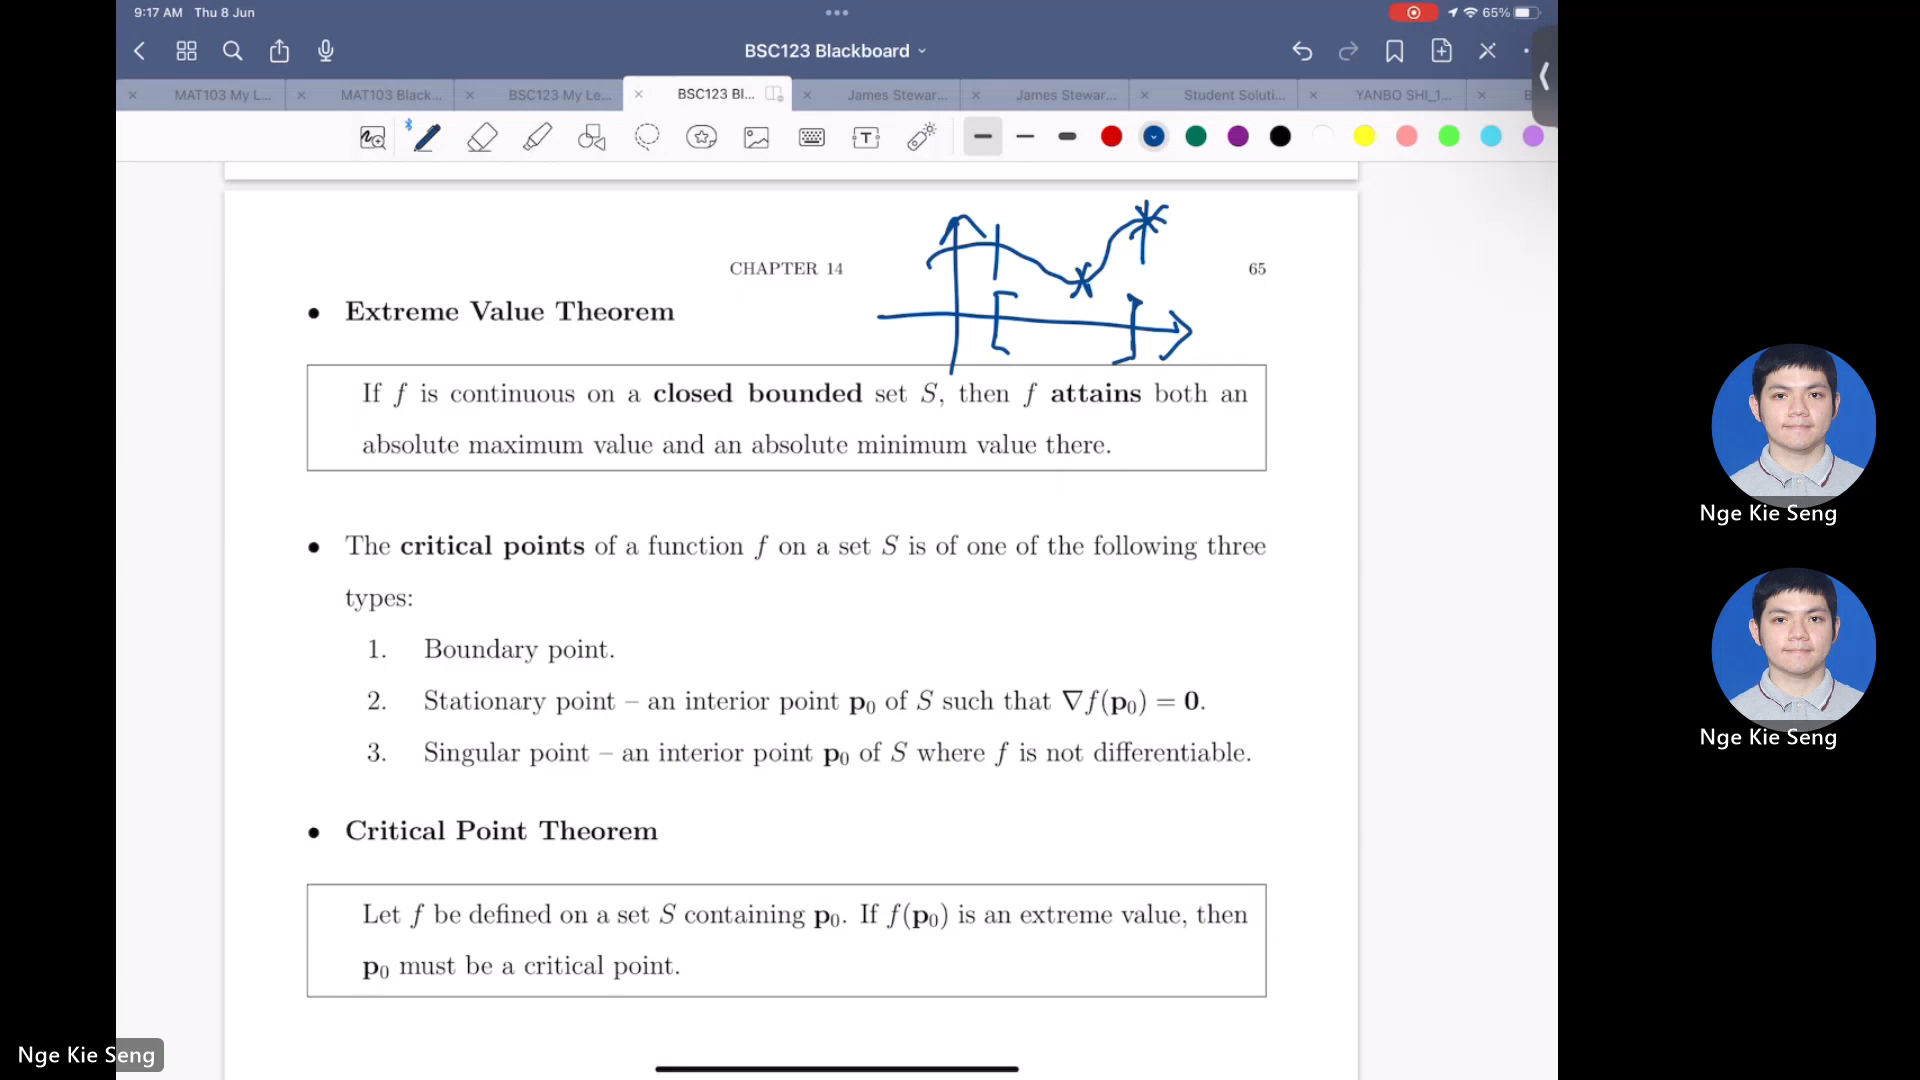 9:17 AM Thu 8 Jun
65%
BSC123 Blackboard
MAT103 My L...
MAT103 Black...
BSC123 My Le...
BSC123 Bl...
James Stewar...
James Stewar...
Student Soluti...
YANBO SHI_1...
B
CHAPTER 14 65
• Extreme Value Theorem
If f is continuous on a closed bounded set S, then f attains both an
absolute maximum value and an absolute minimum value there.
• The critical points of a function f on a set S is of one of the following three
types:
1. Boundary point.
2. Stationary point – an interior point p₀ of S such that ∇f(p₀) = 0.
3. Singular point – an interior point p₀ of S where f is not differentiable.
• Critical Point Theorem
Let f be defined on a set S containing p₀. If f(p₀) is an extreme value, then
p₀ must be a critical point.
Nge Kie Seng
Nge Kie Seng
Nge Kie Seng